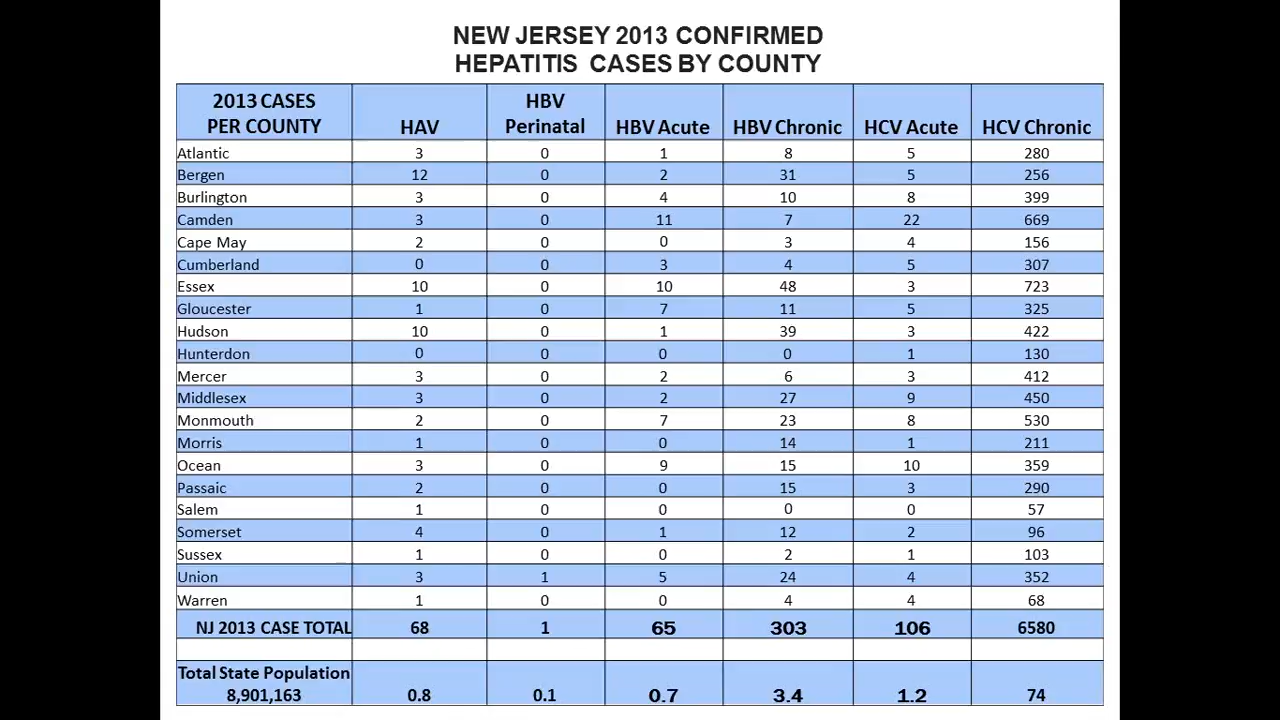 NEW JERSEY 2013 CONFIRMED
HEPATITIS CASES BY COUNTY
2013 CASES PER COUNTY HAV HBV Perinatal HBV Acute HBV Chronic HCV Acute HCV Chronic
Atlantic 3 0 1 8 5 280
Bergen 12 0 2 31 5 256
Burlington 3 0 4 10 8 399
Camden 3 0 11 7 22 669
Cape May 2 0 0 3 4 156
Cumberland 0 0 3 4 5 307
Essex 10 0 10 48 3 723
Gloucester 1 0 7 11 5 325
Hudson 10 0 1 39 3 422
Hunterdon 0 0 0 0 1 130
Mercer 3 0 2 6 3 412
Middlesex 3 0 2 27 9 450
Monmouth 2 0 7 23 8 530
Morris 1 0 0 14 1 211
Ocean 3 0 9 15 10 359
Passaic 2 0 0 15 3 290
Salem 1 0 0 0 0 57
Somerset 4 0 1 12 2 96
Sussex 1 0 0 2 1 103
Union 3 1 5 24 4 352
Warren 1 0 0 4 4 68
NJ 2013 CASE TOTAL 68 1 65 303 106 6580
Total State Population
8,901,163 0.8 0.1 0.7 3.4 1.2 74